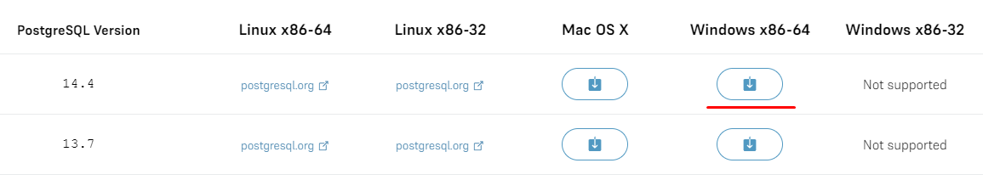 PostgreSQL Version Linux x86-64 Linux x86-32 Mac OS X Windows x86-64 Windows x86-32
14.4 postgresql.org postgresql.org Not supported
13.7 postgresql.org postgresql.org Not supported